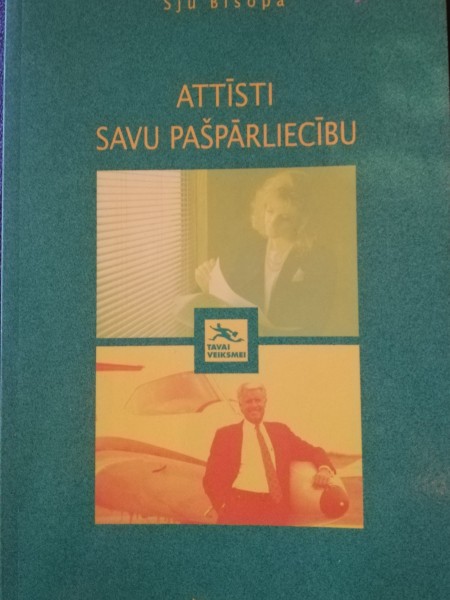 Sjū Bišopa
ATTĪSTI
SAVU PAŠPĀRLIECĪBU
TAVAI
VEIKSMEI